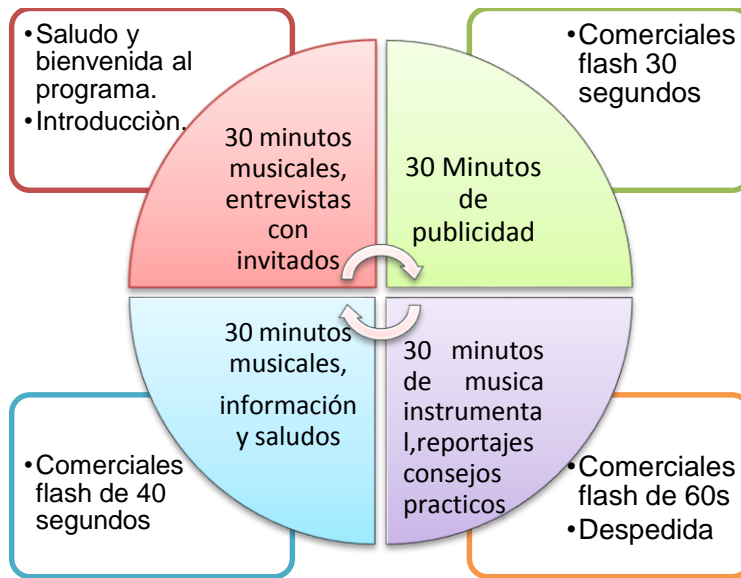 •Saludo y
bienvenida al
programa.
•Introducciòn.
30 minutos
musicales,
entrevistas
con
invitados
30 Minutos
de
publicidad
•Comerciales
flash 30
segundos
30 minutos
musicales,
información
y saludos
•Comerciales
flash de 40
segundos
30 minutos
de musica
instrumenta
l,reportajes
consejos
practicos
•Comerciales
flash de 60s
•Despedida